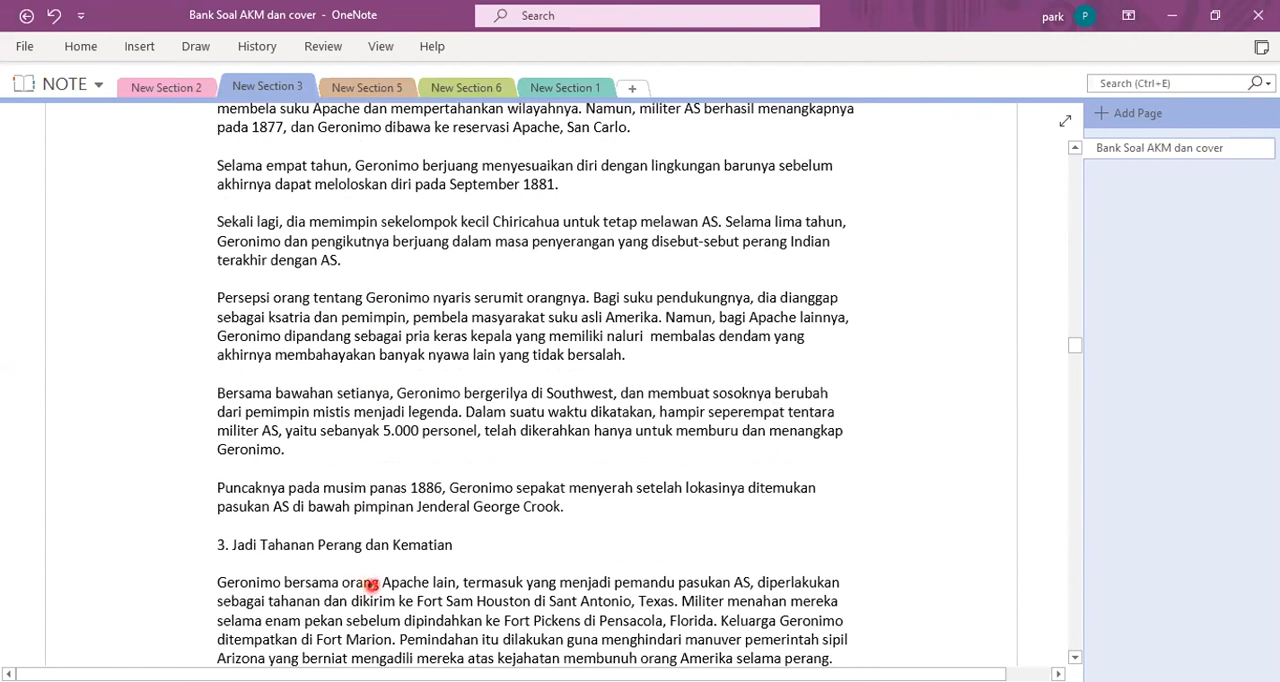 Bank Soal AKM dan cover - OneNote
Search
park
P
File Home Insert Draw History Review View Help
NOTE
New Section 2
New Section 3
New Section 5
New Section 6
New Section 1
+
Search (Ctrl+E)
Add Page
Bank Soal AKM dan cover
membela suku Apache dan mempertahankan wilayahnya. Namun, militer AS berhasil menangkapnya
pada 1877, dan Geronimo dibawa ke reservasi Apache, San Carlo.
Selama empat tahun, Geronimo berjuang menyesuaikan diri dengan lingkungan barunya sebelum
akhirnya dapat meloloskan diri pada September 1881.
Sekali lagi, dia memimpin sekelompok kecil Chiricahua untuk tetap melawan AS. Selama lima tahun,
Geronimo dan pengikutnya berjuang dalam masa penyerangan yang disebut-sebut perang Indian
terakhir dengan AS.
Persepsi orang tentang Geronimo nyaris serumit orangnya. Bagi suku pendukungnya, dia dianggap
sebagai ksatria dan pemimpin, pembela masyarakat suku asli Amerika. Namun, bagi Apache lainnya,
Geronimo dipandang sebagai pria keras kepala yang memiliki naluri  membalas dendam yang
akhirnya membahayakan banyak nyawa lain yang tidak bersalah.
Bersama bawahan setianya, Geronimo bergerilya di Southwest, dan membuat sosoknya berubah
dari pemimpin mistis menjadi legenda. Dalam suatu waktu dikatakan, hampir seperempat tentara
militer AS, yaitu sebanyak 5.000 personel, telah dikerahkan hanya untuk memburu dan menangkap
Geronimo.
Puncaknya pada musim panas 1886, Geronimo sepakat menyerah setelah lokasinya ditemukan
pasukan AS di bawah pimpinan Jenderal George Crook.
3. Jadi Tahanan Perang dan Kematian
Geronimo bersama orang Apache lain, termasuk yang menjadi pemandu pasukan AS, diperlakukan
sebagai tahanan dan dikirim ke Fort Sam Houston di Sant Antonio, Texas. Militer menahan mereka
selama enam pekan sebelum dipindahkan ke Fort Pickens di Pensacola, Florida. Keluarga Geronimo
ditempatkan di Fort Marion. Pemindahan itu dilakukan guna menghindari manuver pemerintah sipil
Arizona yang berniat mengadili mereka atas kejahatan membunuh orang Amerika selama perang.